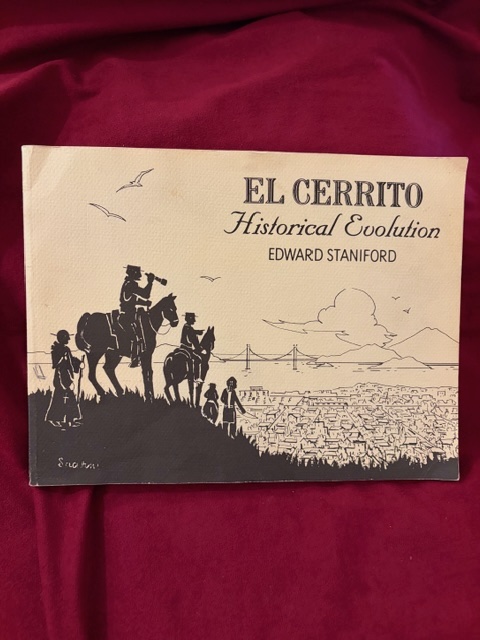 EL CERRITO
Historical Evolution
EDWARD STANIFORD